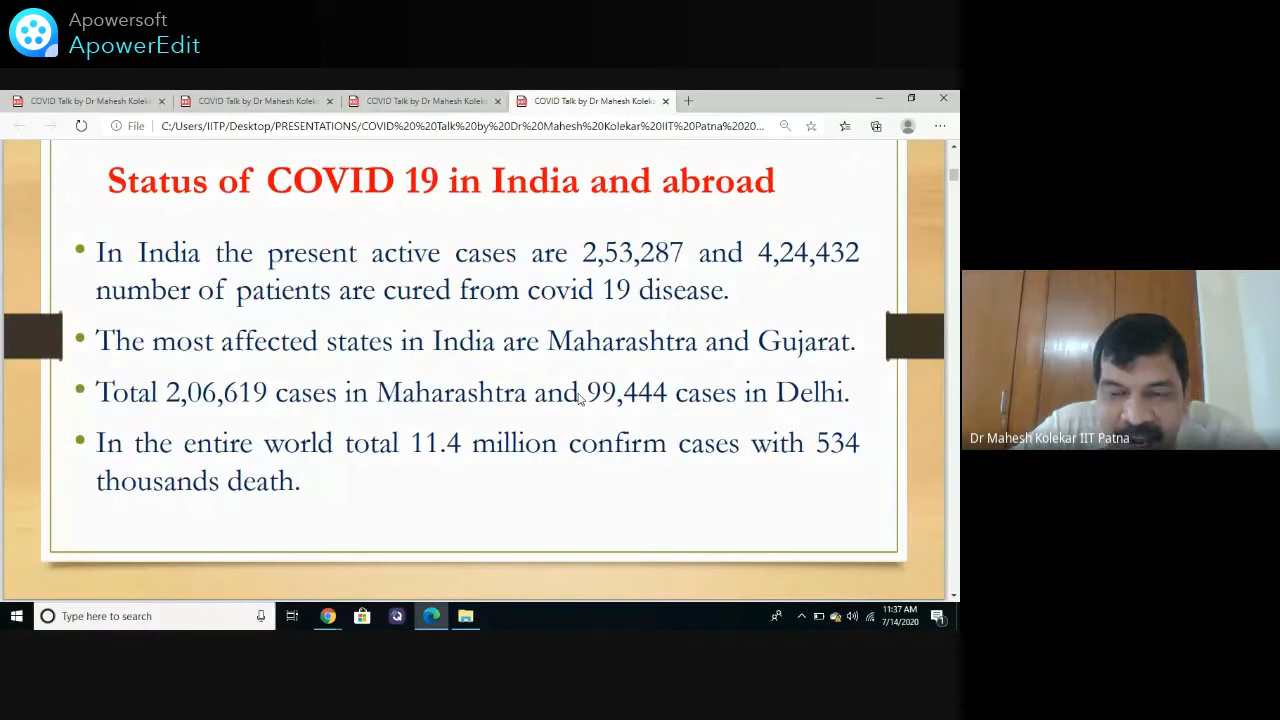 Apowersoft
ApowerEdit
COVID Talk by Dr Mahesh Koleka
COVID Talk by Dr Mahesh Koleka
COVID Talk by Dr Mahesh Koleka
COVID Talk by Dr Mahesh Koleka
File C:/Users/IITP/Desktop/PRESENTATIONS/COVID%20%20Talk%20by%20Dr%20Mahesh%20Kolekar%20IIT%20Patna%2020...
Status of COVID 19 in India and abroad
• In India the present active cases are 2,53,287 and 4,24,432
number of patients are cured from covid 19 disease.
• The most affected states in India are Maharashtra and Gujarat.
• Total 2,06,619 cases in Maharashtra and 99,444 cases in Delhi.
• In the entire world total 11.4 million confirm cases with 534
thousands death.
Dr Mahesh Kolekar IIT Patna
Type here to search
11:37 AM
7/14/2020
1